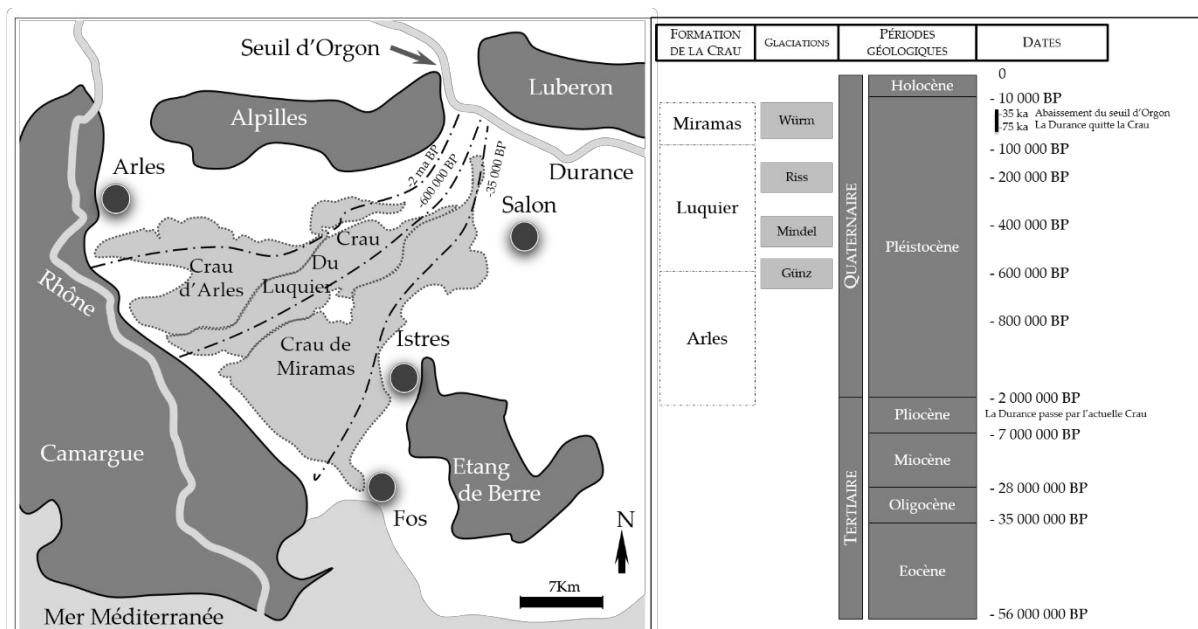 Seuil d'Orgon
Luberon
Alpilles
Arles
-2 ma BP
-600 000 BP
-35 000 BP
Durance
Salon
Crau
Du
Luquier
Crau
d'Arles
Rhône
Crau de
Miramas
Istres
Camargue
Etang
de Berre
Fos
N
7Km
Mer Méditerranée
FORMATION
DE LA CRAU
GLACIATIONS
PÉRIODES
GÉOLOGIQUES
DATES
0
Holocène
- 10 000 BP
-35 ka Abaissement du seuil d'Orgon
-75 ka La Durance quitte la Crau
Miramas
Würm
- 100 000 BP
Riss
- 200 000 BP
Luquier
Mindel
- 400 000 BP
QUATERNAIRE
Pléistocène
Günz
- 600 000 BP
- 800 000 BP
Arles
- 2 000 000 BP
Pliocène
La Durance passe par l'actuelle Crau
- 7 000 000 BP
Miocène
- 28 000 000 BP
Oligocène
- 35 000 000 BP
TERTIAIRE
Eocène
- 56 000 000 BP